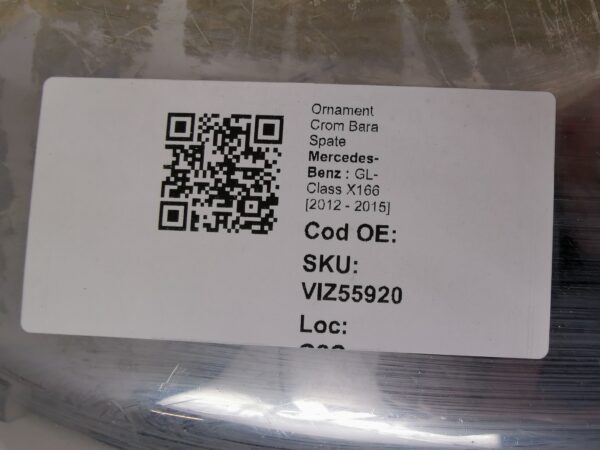 Ornament
Crom Bara
Spate
Mercedes-
Benz : GL-
Class X166
[2012 - 2015]
Cod OE:
SKU:
VIZ55920
Loc: